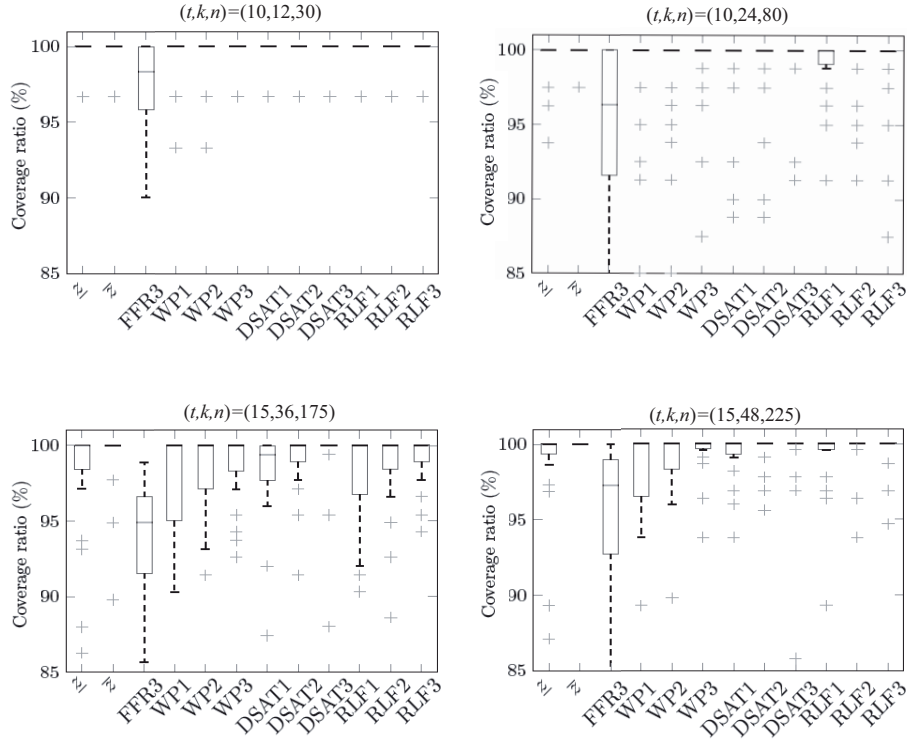 (t,k,n)=(10,12,30)
Coverage ratio (%)
100
95
90
85
z
z̄
FFR3
WP1
WP2
WP3
DSAT1
DSAT2
DSAT3
RLF1
RLF2
RLF3
(t,k,n)=(10,24,80)
Coverage ratio (%)
100
95
90
85
z
z̄
FFR3
WP1
WP2
WP3
DSAT1
DSAT2
DSAT3
RLF1
RLF2
RLF3
(t,k,n)=(15,36,175)
Coverage ratio (%)
100
95
90
85
z
z̄
FFR3
WP1
WP2
WP3
DSAT1
DSAT2
DSAT3
RLF1
RLF2
RLF3
(t,k,n)=(15,48,225)
Coverage ratio (%)
100
95
90
85
z
z̄
FFR3
WP1
WP2
WP3
DSAT1
DSAT2
DSAT3
RLF1
RLF2
RLF3